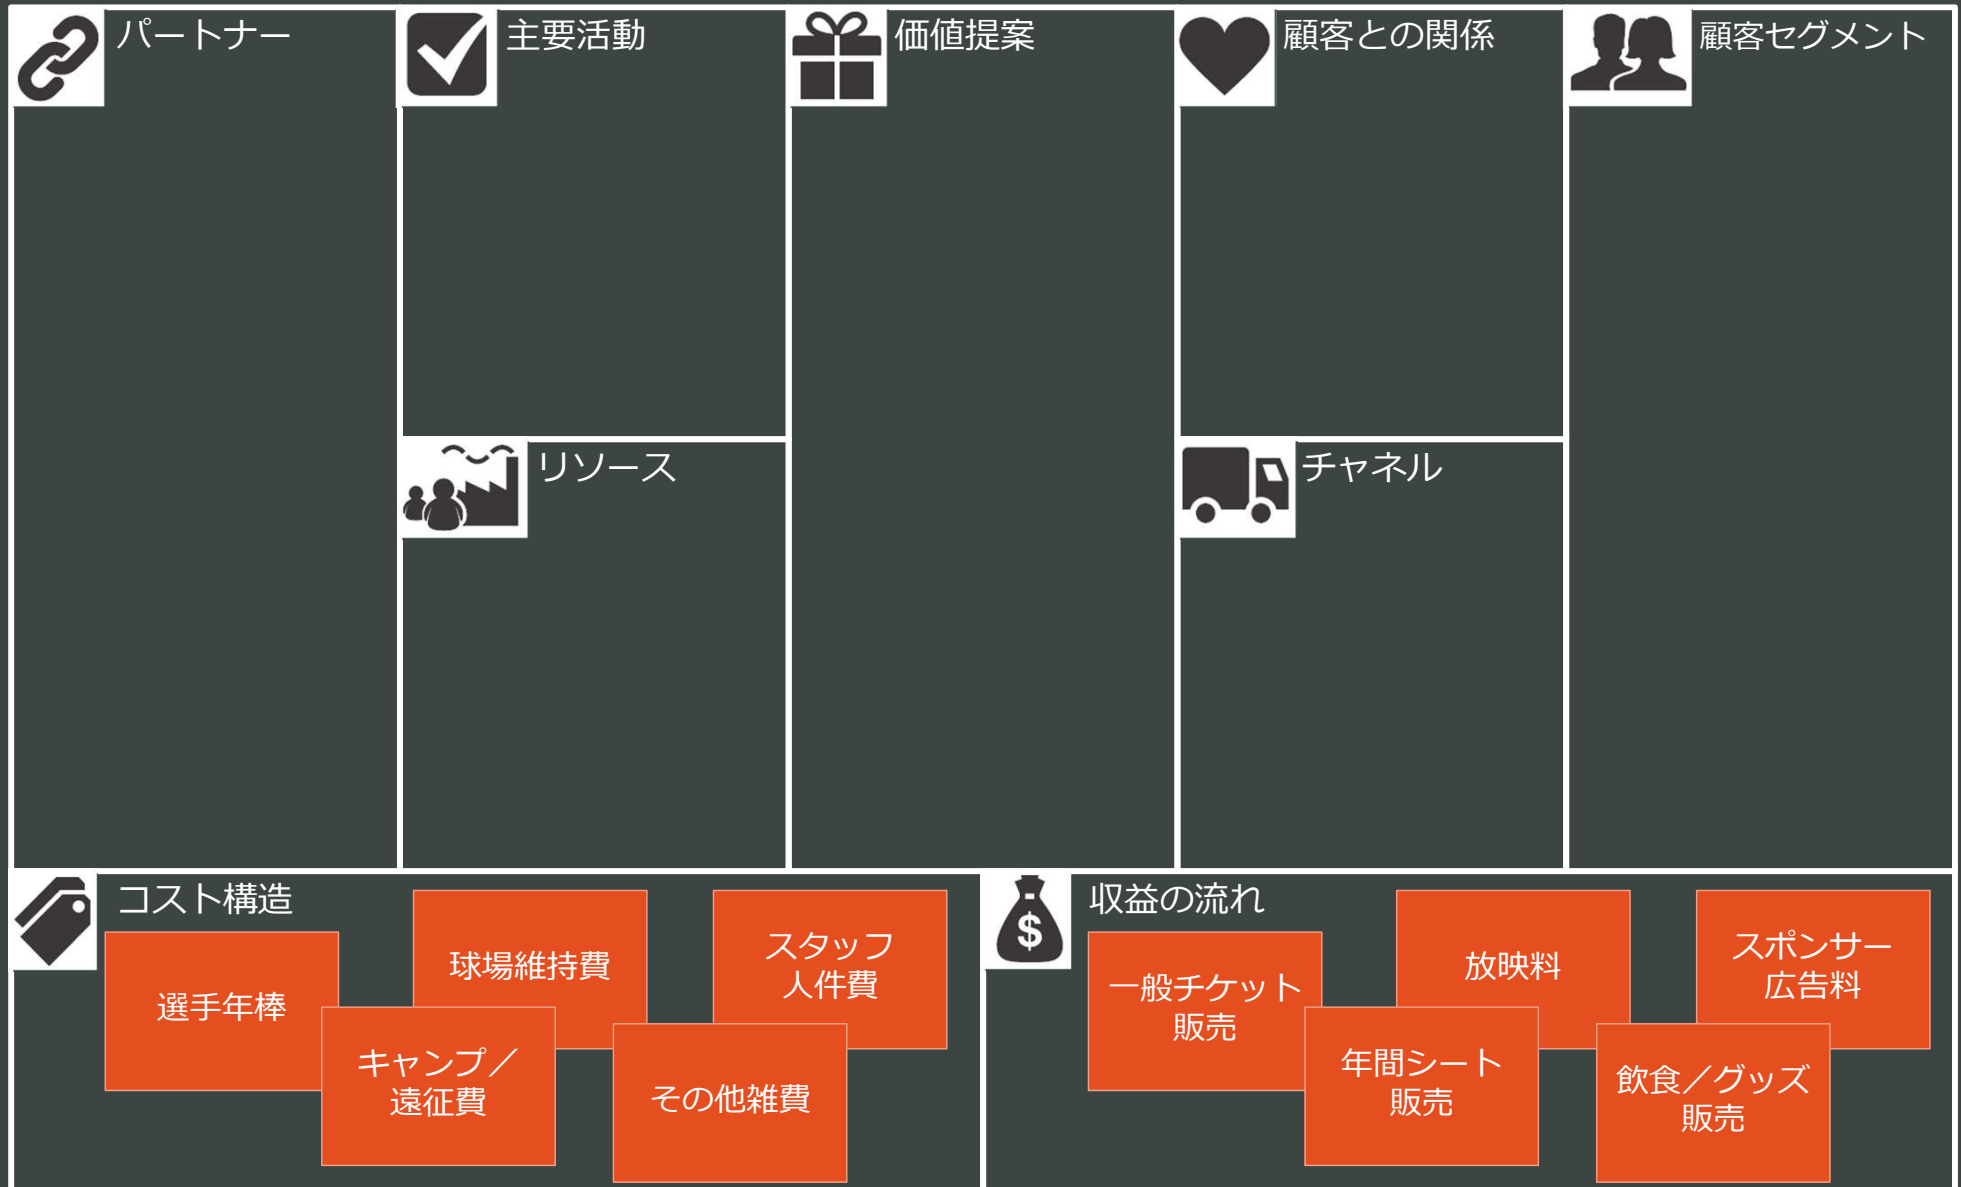 パートナー
主要活動
価値提案
顧客との関係
顧客セグメント
リソース
チャネル
コスト構造
選手年棒
球場維持費
スタッフ
人件費
キャンプ／
遠征費
その他雑費
$
収益の流れ
一般チケット
販売
放映料
スポンサー
広告料
年間シート
販売
飲食／グッズ
販売